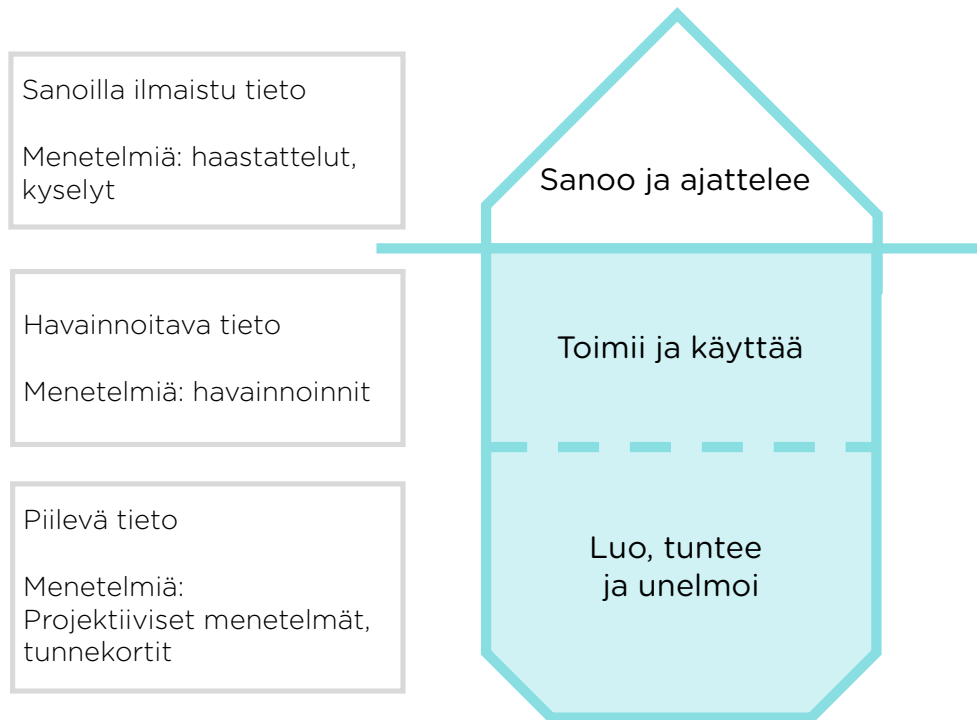 Sanoilla ilmaistu tieto
Menetelmiä: haastattelut,
kyselyt
Sanoo ja ajattelee
Havainnoitava tieto
Menetelmiä: havainnoinnit
Toimii ja käyttää
Piilevä tieto
Menetelmiä:
Projektiiviset menetelmät,
tunnekortit
Luo, tuntee
ja unelmoi